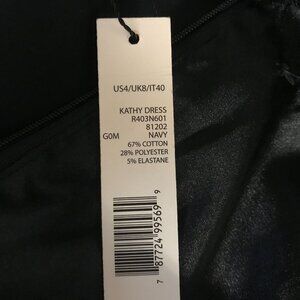 US4/UK8/IT40
KATHY DRESS
R403N601
81202
G0M NAVY
67% COTTON
28% POLYESTER
5% ELASTANE
7 87724 99569 9